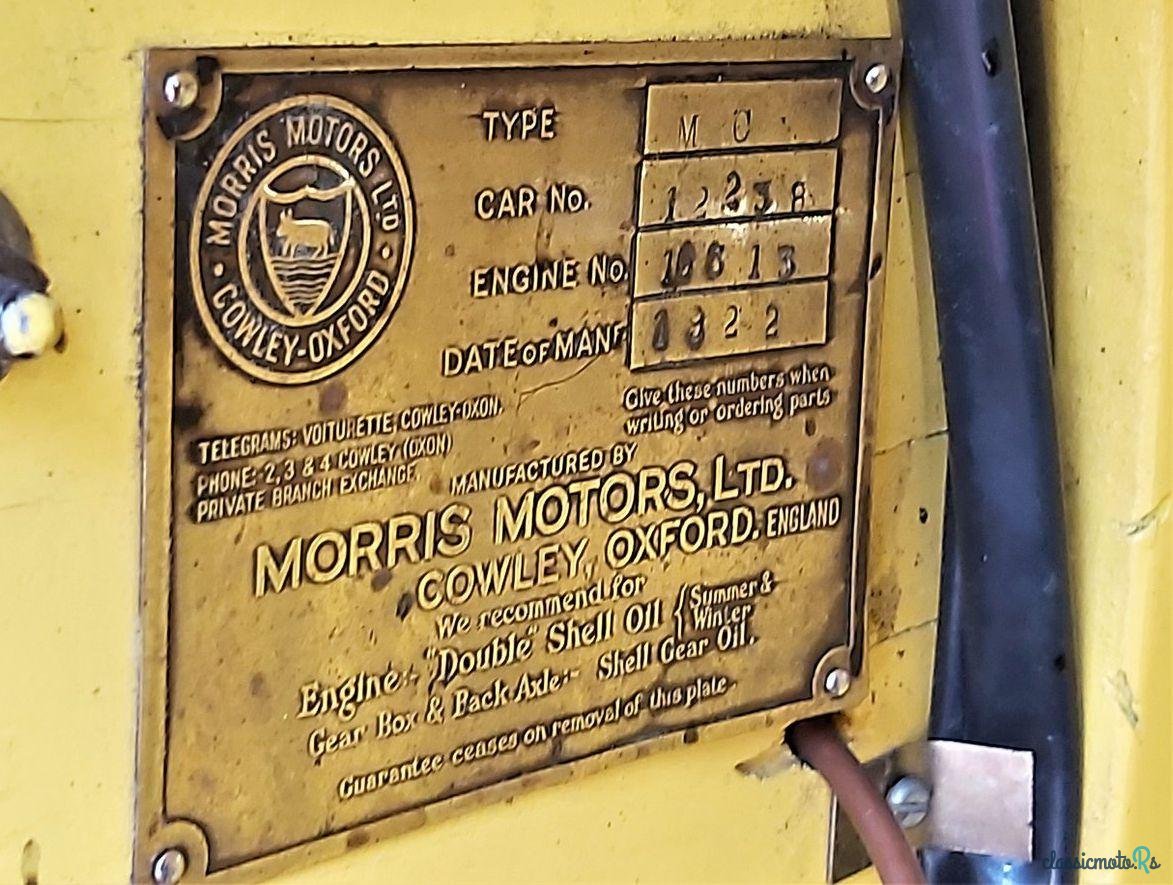 MORRIS MOTORS LTD
COWLEY-OXFORD
TYPE M C
CAR No.
ENGINE No.
DATE OF MANF.
Give these numbers when
writing or ordering parts
TELEGRAMS: VOITURETTE, COWLEY-OXON.
PHONE: 2, 3 & 4 COWLEY (OXON)
PRIVATE BRANCH EXCHANGE.
MANUFACTURED BY
MORRIS MOTORS, LTD.
COWLEY, OXFORD. ENGLAND
We recommend for
Engine:- "Double" Shell Oil { Summer &
Winter
Gear Box & Back Axle:- Shell Gear Oil.
Guarantee ceases on removal of this plate.
classicmoto.Rs